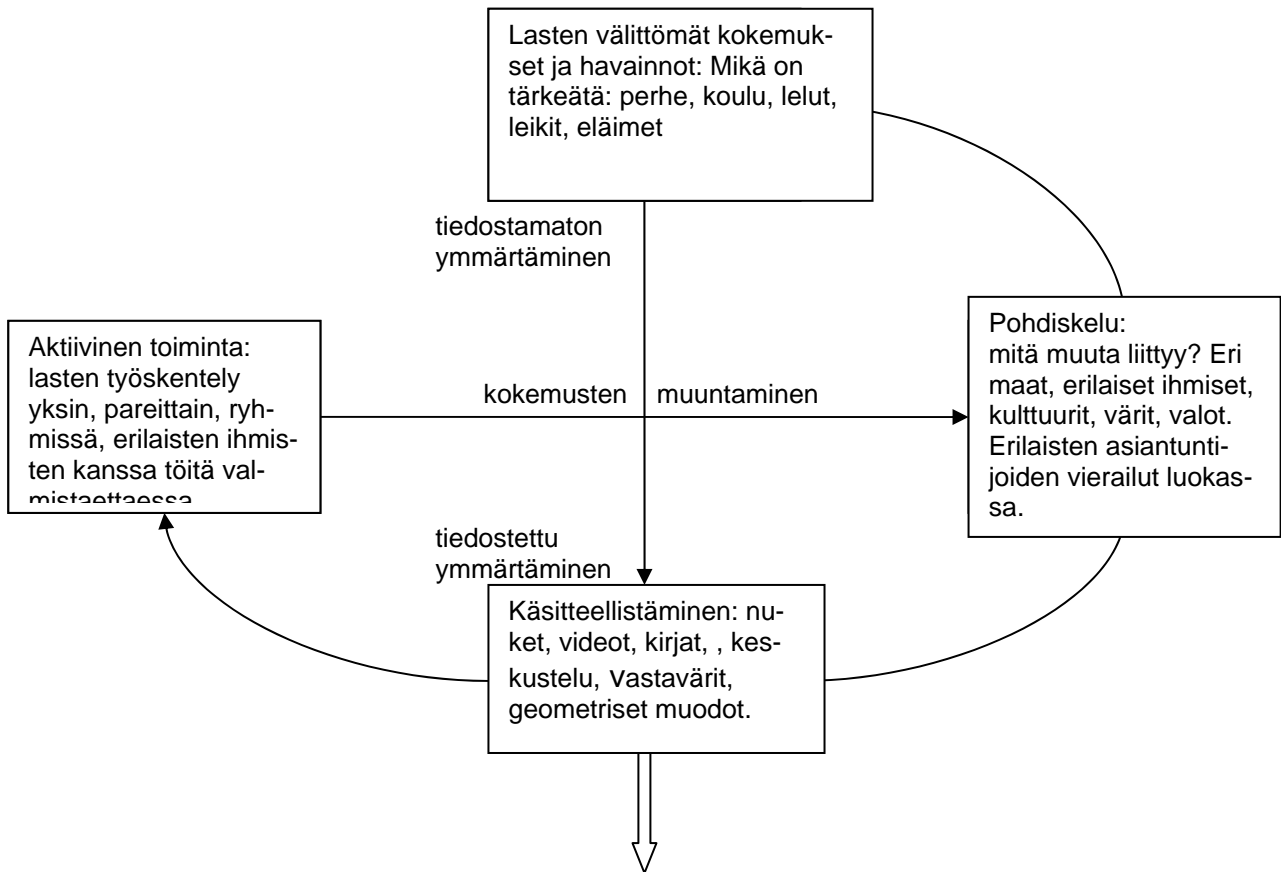 Lasten välittömät kokemuk-
set ja havainnot: Mikä on
tärkeätä: perhe, koulu, lelut,
leikit, eläimet
tiedostamaton
ymmärtäminen
Aktiivinen toiminta:
lasten työskentely
yksin, pareittain, ryh-
missä, erilaisten ihmis-
ten kanssa töitä val-
mistaettaessa
kokemusten
muuntaminen
Pohdiskelu:
mitä muuta liittyy? Eri
maat, erilaiset ihmiset,
kulttuurit, värit, valot.
Erilaisten asiantunti-
joiden vierailut luokas-
sa.
tiedostettu
ymmärtäminen
Käsitteellistäminen: nu-
ket, videot, kirjat, , kes-
kustelu, vastavärit,
geometriset muodot.